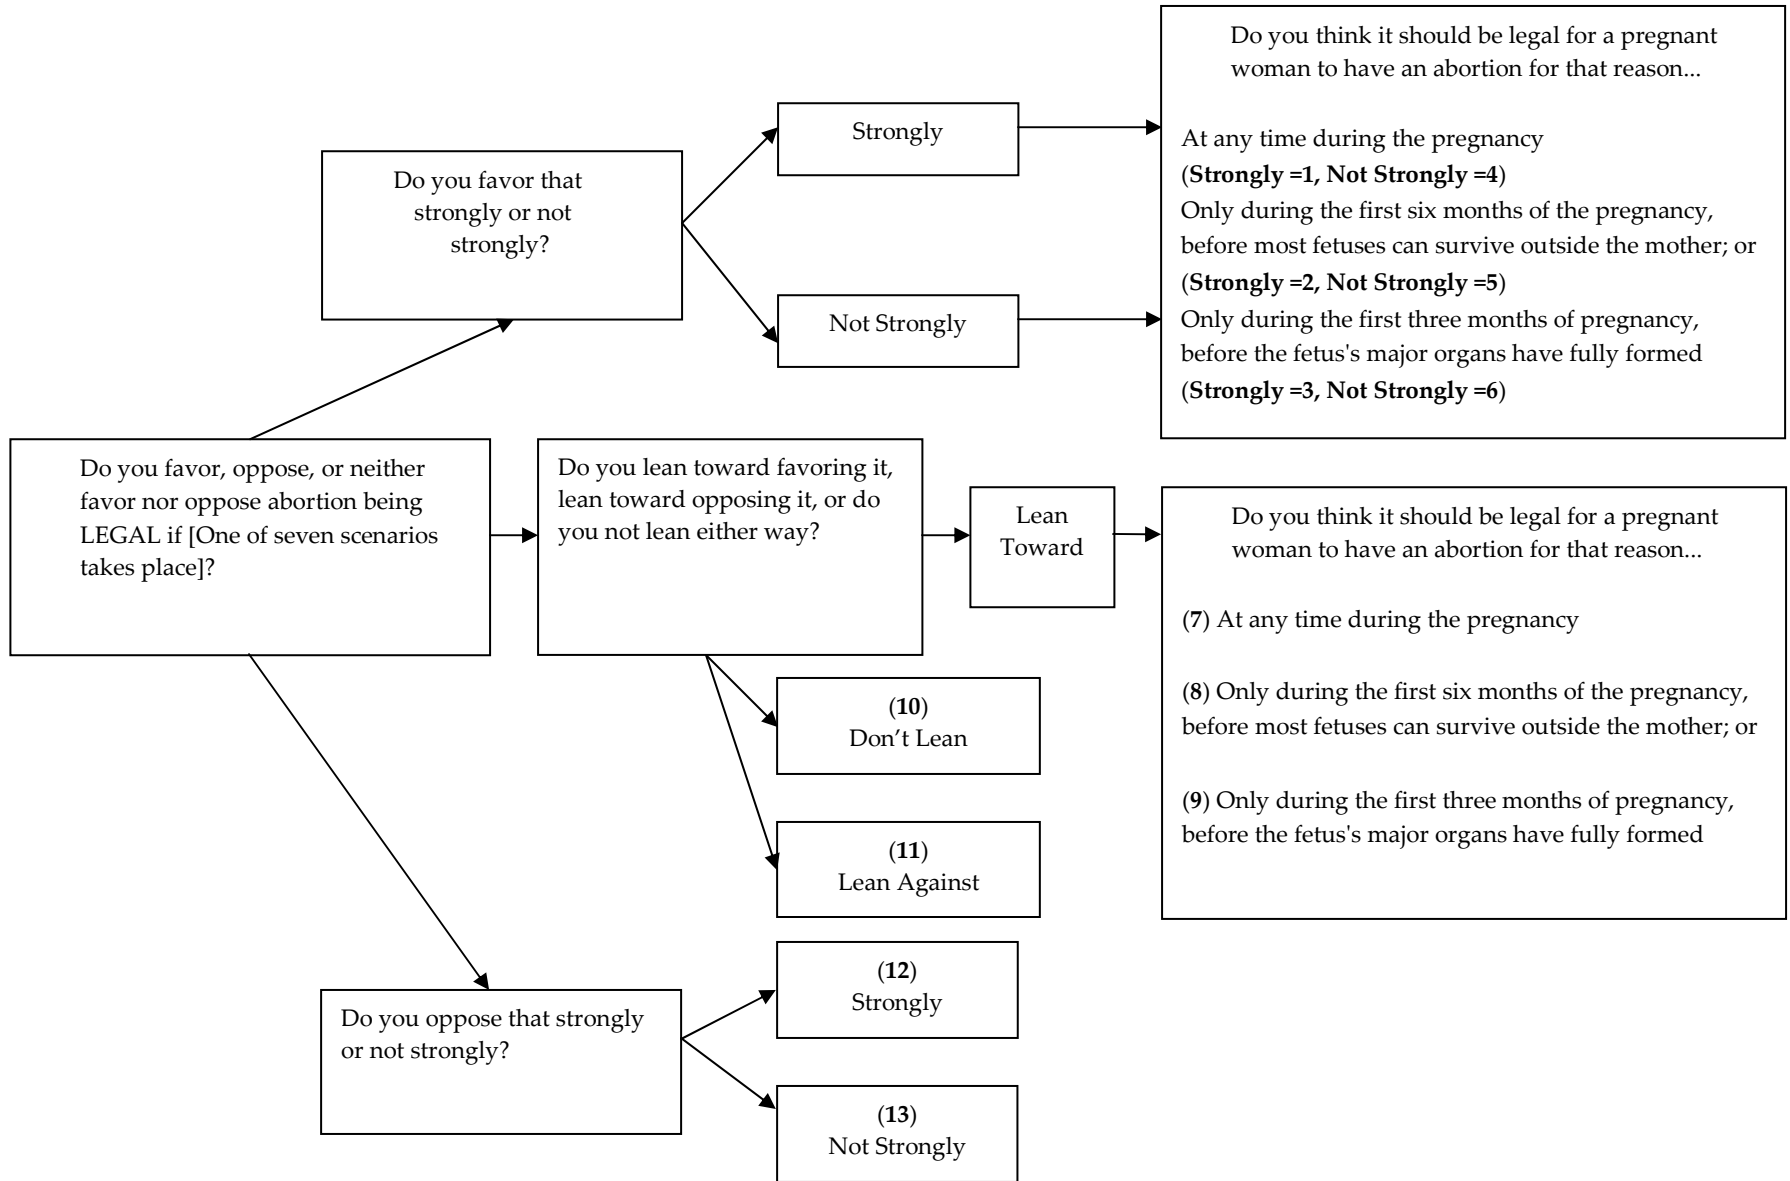 Do you favor, oppose, or neither
favor nor oppose abortion being
LEGAL if [One of seven scenarios
takes place]?
Do you favor that
strongly or not
strongly?
Strongly
Not Strongly
Do you think it should be legal for a pregnant
woman to have an abortion for that reason...
At any time during the pregnancy
(Strongly =1, Not Strongly =4)
Only during the first six months of the pregnancy,
before most fetuses can survive outside the mother; or
(Strongly =2, Not Strongly =5)
Only during the first three months of pregnancy,
before the fetus's major organs have fully formed
(Strongly =3, Not Strongly =6)
Do you lean toward favoring it,
lean toward opposing it, or do
you not lean either way?
Lean
Toward
Do you think it should be legal for a pregnant
woman to have an abortion for that reason...
(7) At any time during the pregnancy
(8) Only during the first six months of the pregnancy,
before most fetuses can survive outside the mother; or
(9) Only during the first three months of pregnancy,
before the fetus's major organs have fully formed
(10)
Don’t Lean
(11)
Lean Against
Do you oppose that strongly
or not strongly?
(12)
Strongly
(13)
Not Strongly